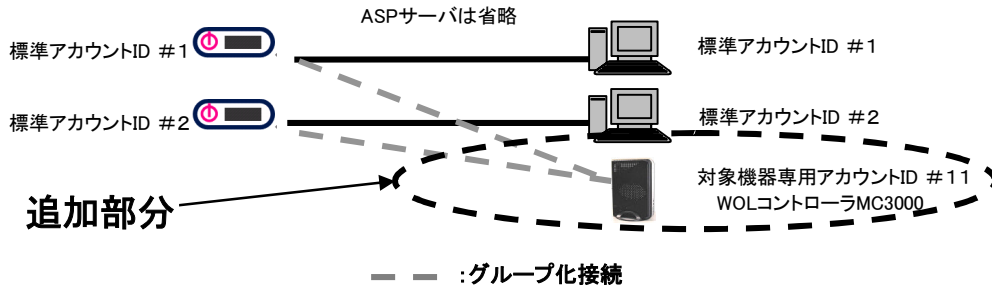 ASPサーバは省略
標準アカウントID #1
標準アカウントID #1
標準アカウントID #2
標準アカウントID #2
対象機器専用アカウントID #11
WOLコントローラMC3000
追加部分
:グループ化接続